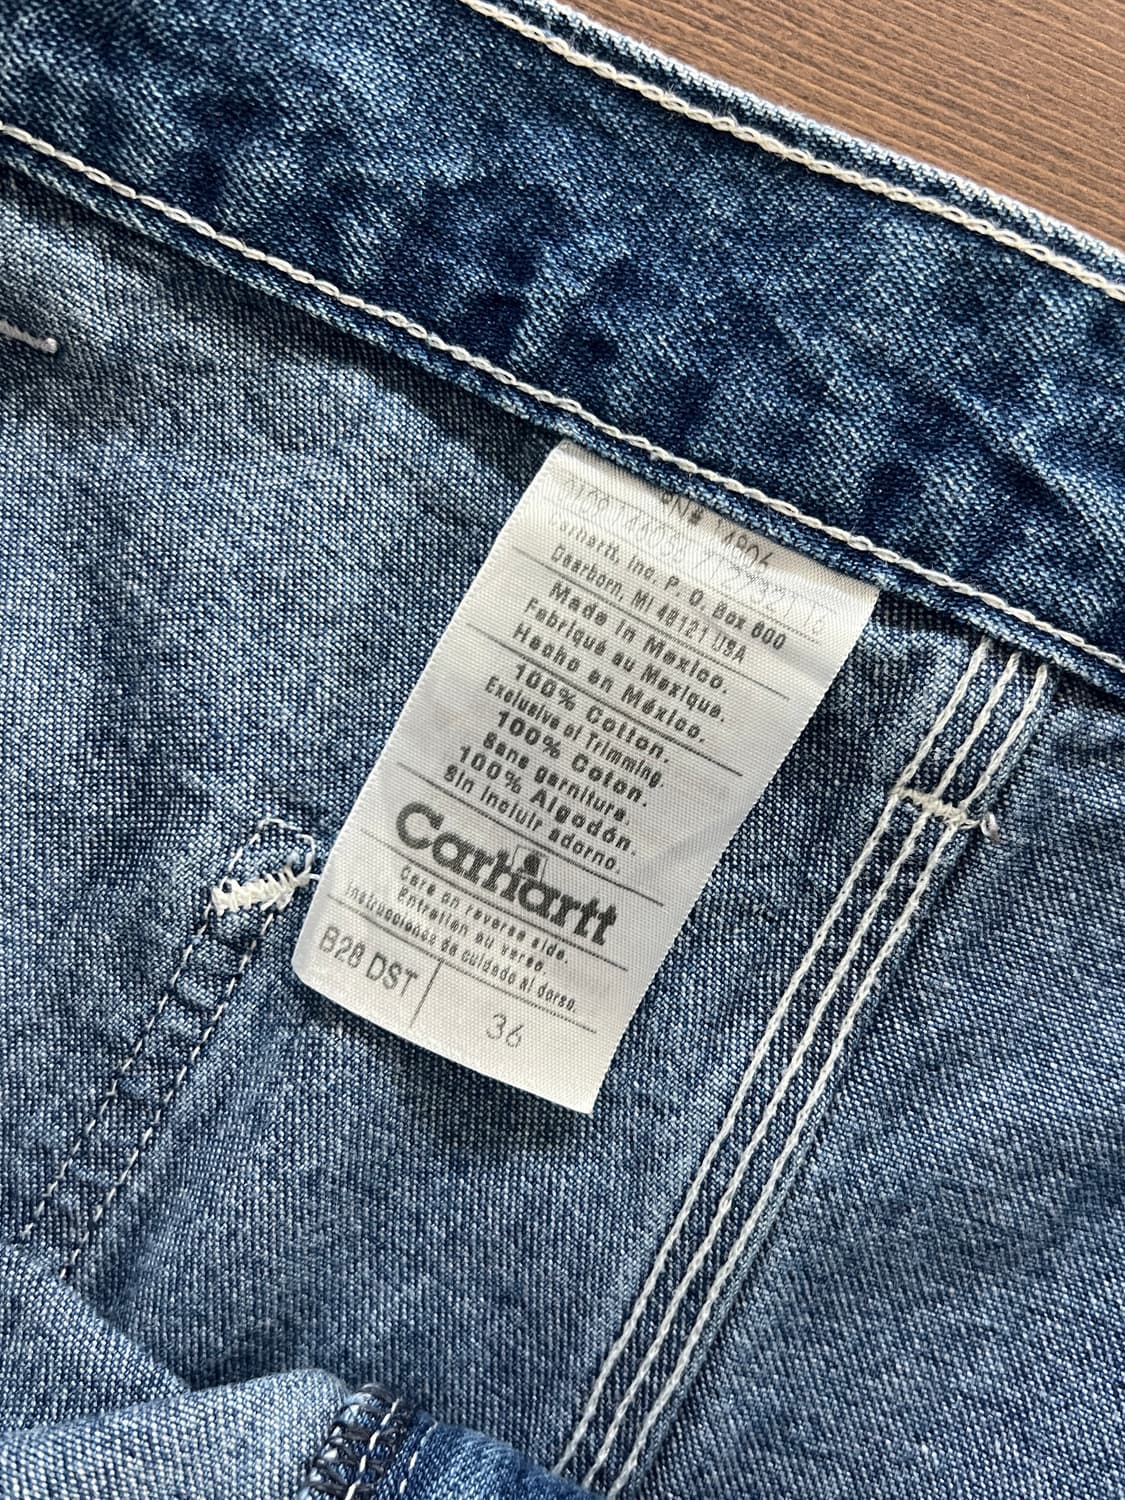 RN# 14806
Carhartt, Inc. P. O. Box 600
Dearborn, MI 48121 USA
Made in Mexico.
Fabriqué au Mexique.
Hecho en México.
100% Cotton.
Exclusive of Trimming.
100% Coton.
Sans garniture.
100% Algodón.
Sin incluir adorno.
Carhartt
Care on reverse side.
Entretien au verso.
Instrucciones de cuidado al dorso.
B28 DST
36